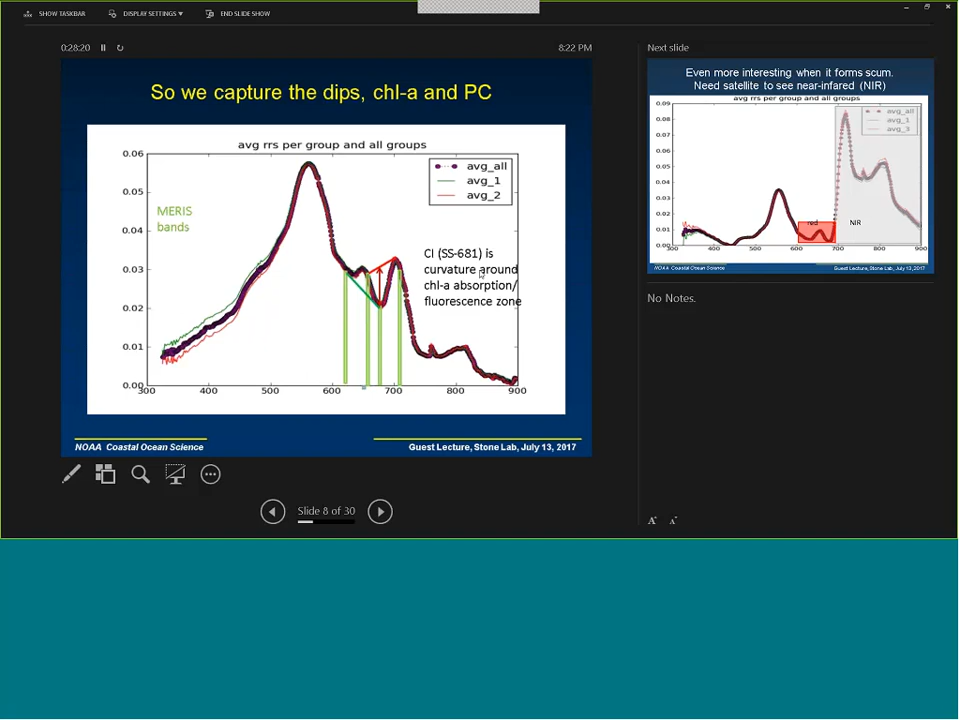 SHOW TASKBAR
DISPLAY SETTINGS
END SLIDE SHOW
0:28:20
8:22 PM
So we capture the dips, chl-a and PC
avg rrs per group and all groups
avg_all
avg_1
avg_2
MERIS
bands
CI (SS-681) is
curvature around
chl-a absorption/
fluorescence zone
0.06
0.05
0.04
0.03
0.02
0.01
0.00
300 400 500 600 700 800 900
NOAA Coastal Ocean Science
Guest Lecture, Stone Lab, July 13, 2017
Slide 8 of 30
Next slide
Even more interesting when it forms scum.
Need satellite to see near-infared (NIR)
avg rrs per group and all groups
avg_all
avg_1
avg_3
0.09
0.08
0.07
0.06
0.05
0.04
0.03
0.02
0.01
0.00
red
NIR
300 400 500 600 700 800 900
NOAA Coastal Ocean Science
Guest Lecture, Stone Lab, July 13, 2017
No Notes.
A A